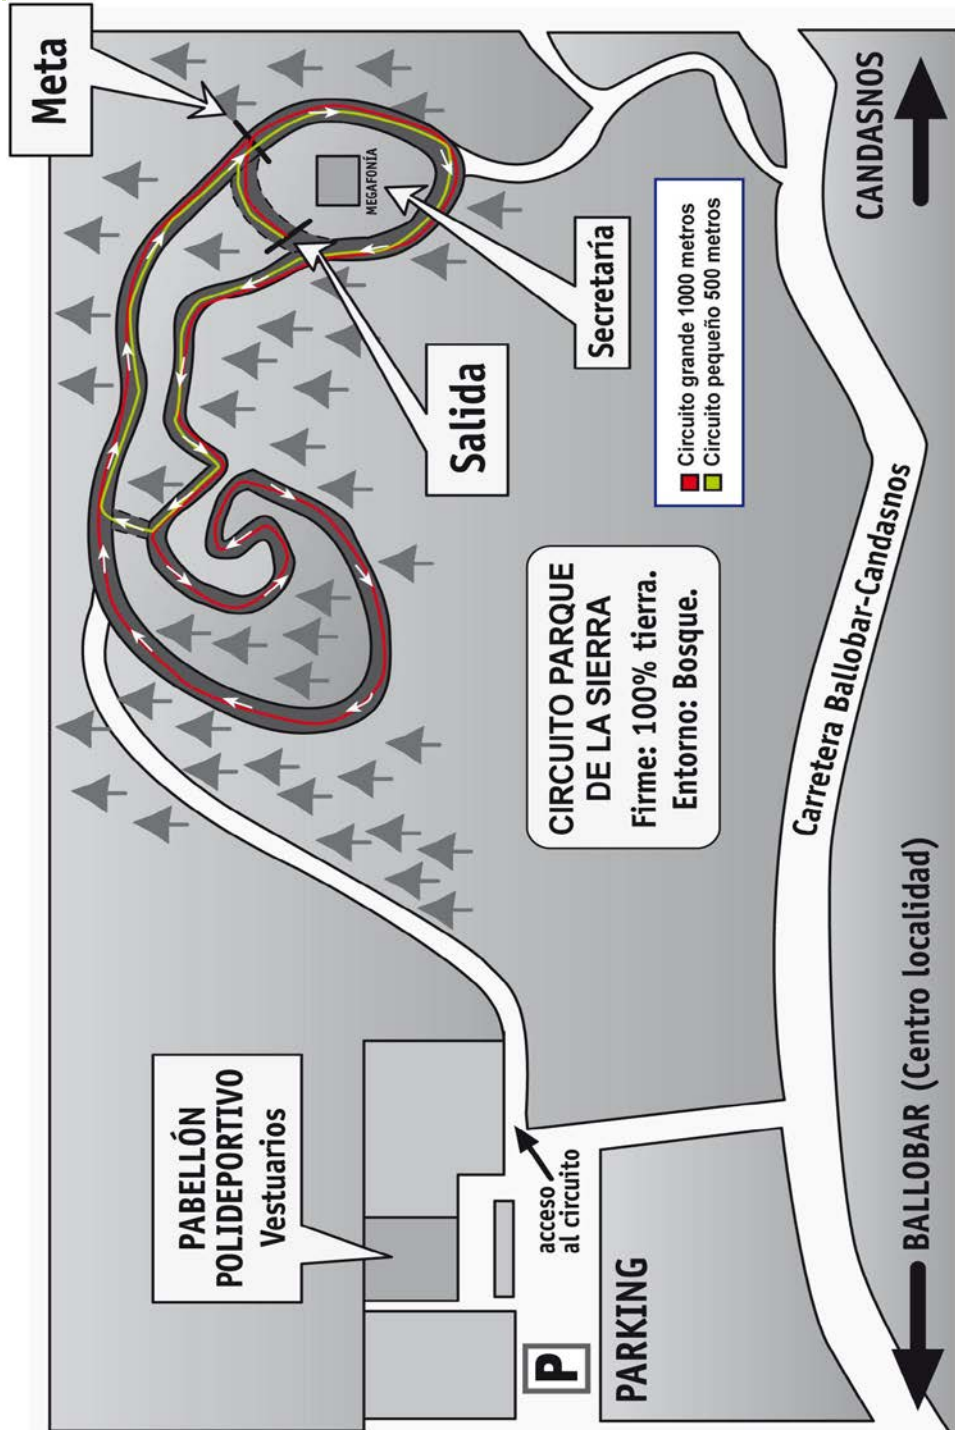 Meta
MEGAFONÍA
Salida
Secretaría
CANDASNOS
Circuito grande 1000 metros
Circuito pequeño 500 metros
CIRCUITO PARQUE
DE LA SIERRA
Firme: 100% tierra.
Entorno: Bosque.
Carretera Ballobar-Candasnos
PABELLÓN
POLIDEPORTIVO
Vestuarios
acceso
al circuito
P
PARKING
BALLOBAR (Centro localidad)